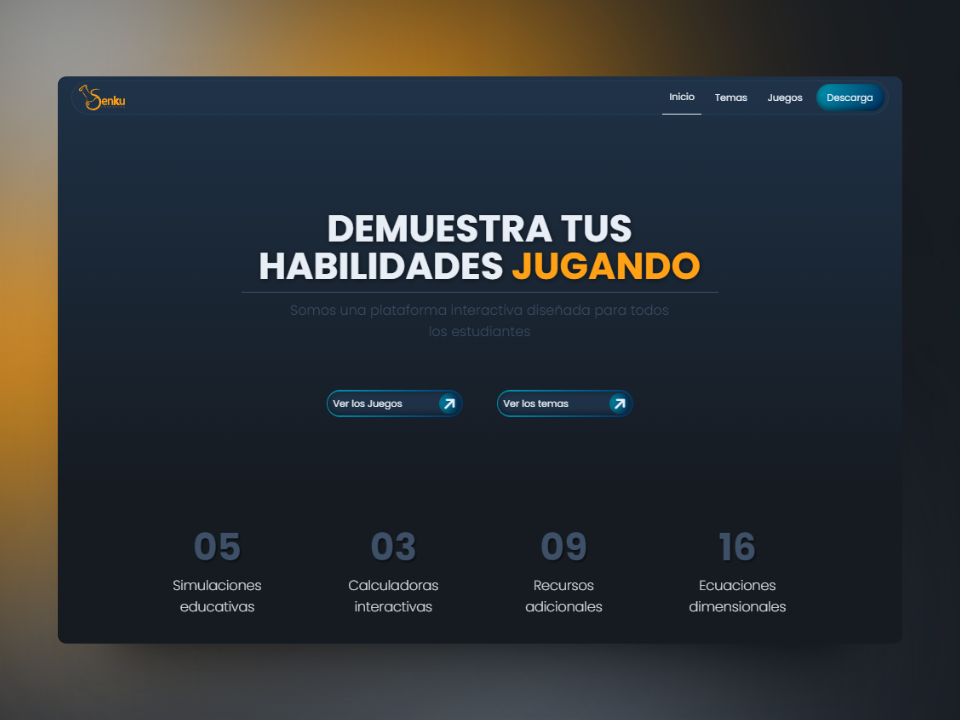 Senku
Inicio
Temas
Juegos
Descarga
DEMUESTRA TUS
HABILIDADES JUGANDO
Somos una plataforma interactiva diseñada para todos
los estudiantes
Ver los Juegos
Ver los temas
05
Simulaciones
educativas
03
Calculadoras
interactivas
09
Recursos
adicionales
16
Ecuaciones
dimensionales